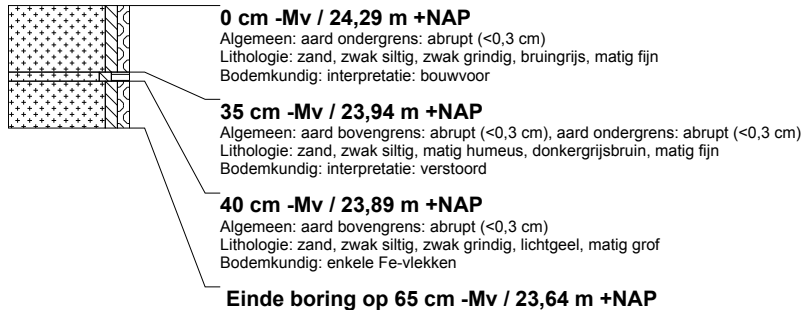 0 cm -Mv / 24,29 m +NAP
Algemeen: aard ondergrens: abrupt (<0,3 cm)
Lithologie: zand, zwak siltig, zwak grindig, bruingrijs, matig fijn
Bodemkundig: interpretatie: bouwvoor
35 cm -Mv / 23,94 m +NAP
Algemeen: aard bovengrens: abrupt (<0,3 cm), aard ondergrens: abrupt (<0,3 cm)
Lithologie: zand, zwak siltig, matig humeus, donkergrijsbruin, matig fijn
Bodemkundig: interpretatie: verstoord
40 cm -Mv / 23,89 m +NAP
Algemeen: aard bovengrens: abrupt (<0,3 cm)
Lithologie: zand, zwak siltig, zwak grindig, lichtgeel, matig grof
Bodemkundig: enkele Fe-vlekken
Einde boring op 65 cm -Mv / 23,64 m +NAP